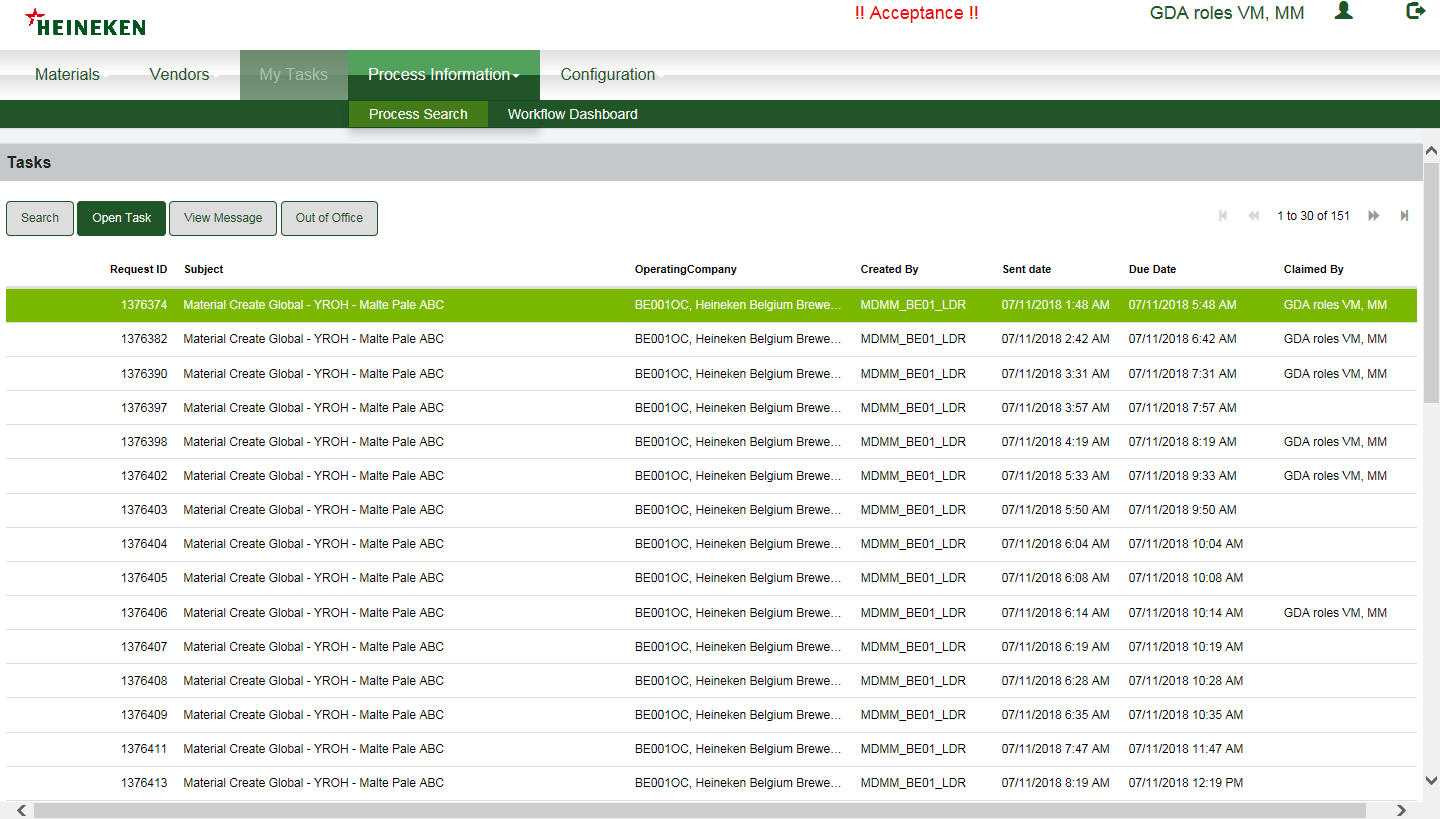 HEINEKEN !! Acceptance !! GDA roles VM, MM
Materials Vendors My Tasks Process Information Configuration
Process Search Workflow Dashboard
Tasks
Search Open Task View Message Out of Office 1 to 30 of 151
Request ID Subject OperatingCompany Created By Sent date Due Date Claimed By
1376374 Material Create Global - YROH - Malte Pale ABC BE001OC, Heineken Belgium Brewe... MDMM_BE01_LDR 07/11/2018 1:48 AM 07/11/2018 5:48 AM GDA roles VM, MM
1376382 Material Create Global - YROH - Malte Pale ABC BE001OC, Heineken Belgium Brewe... MDMM_BE01_LDR 07/11/2018 2:42 AM 07/11/2018 6:42 AM GDA roles VM, MM
1376390 Material Create Global - YROH - Malte Pale ABC BE001OC, Heineken Belgium Brewe... MDMM_BE01_LDR 07/11/2018 3:31 AM 07/11/2018 7:31 AM GDA roles VM, MM
1376397 Material Create Global - YROH - Malte Pale ABC BE001OC, Heineken Belgium Brewe... MDMM_BE01_LDR 07/11/2018 3:57 AM 07/11/2018 7:57 AM
1376398 Material Create Global - YROH - Malte Pale ABC BE001OC, Heineken Belgium Brewe... MDMM_BE01_LDR 07/11/2018 4:19 AM 07/11/2018 8:19 AM GDA roles VM, MM
1376402 Material Create Global - YROH - Malte Pale ABC BE001OC, Heineken Belgium Brewe... MDMM_BE01_LDR 07/11/2018 5:33 AM 07/11/2018 9:33 AM GDA roles VM, MM
1376403 Material Create Global - YROH - Malte Pale ABC BE001OC, Heineken Belgium Brewe... MDMM_BE01_LDR 07/11/2018 5:50 AM 07/11/2018 9:50 AM
1376404 Material Create Global - YROH - Malte Pale ABC BE001OC, Heineken Belgium Brewe... MDMM_BE01_LDR 07/11/2018 6:04 AM 07/11/2018 10:04 AM
1376405 Material Create Global - YROH - Malte Pale ABC BE001OC, Heineken Belgium Brewe... MDMM_BE01_LDR 07/11/2018 6:08 AM 07/11/2018 10:08 AM
1376406 Material Create Global - YROH - Malte Pale ABC BE001OC, Heineken Belgium Brewe... MDMM_BE01_LDR 07/11/2018 6:14 AM 07/11/2018 10:14 AM GDA roles VM, MM
1376407 Material Create Global - YROH - Malte Pale ABC BE001OC, Heineken Belgium Brewe... MDMM_BE01_LDR 07/11/2018 6:19 AM 07/11/2018 10:19 AM
1376408 Material Create Global - YROH - Malte Pale ABC BE001OC, Heineken Belgium Brewe... MDMM_BE01_LDR 07/11/2018 6:28 AM 07/11/2018 10:28 AM
1376409 Material Create Global - YROH - Malte Pale ABC BE001OC, Heineken Belgium Brewe... MDMM_BE01_LDR 07/11/2018 6:35 AM 07/11/2018 10:35 AM
1376411 Material Create Global - YROH - Malte Pale ABC BE001OC, Heineken Belgium Brewe... MDMM_BE01_LDR 07/11/2018 7:47 AM 07/11/2018 11:47 AM
1376413 Material Create Global - YROH - Malte Pale ABC BE001OC, Heineken Belgium Brewe... MDMM_BE01_LDR 07/11/2018 8:19 AM 07/11/2018 12:19 PM